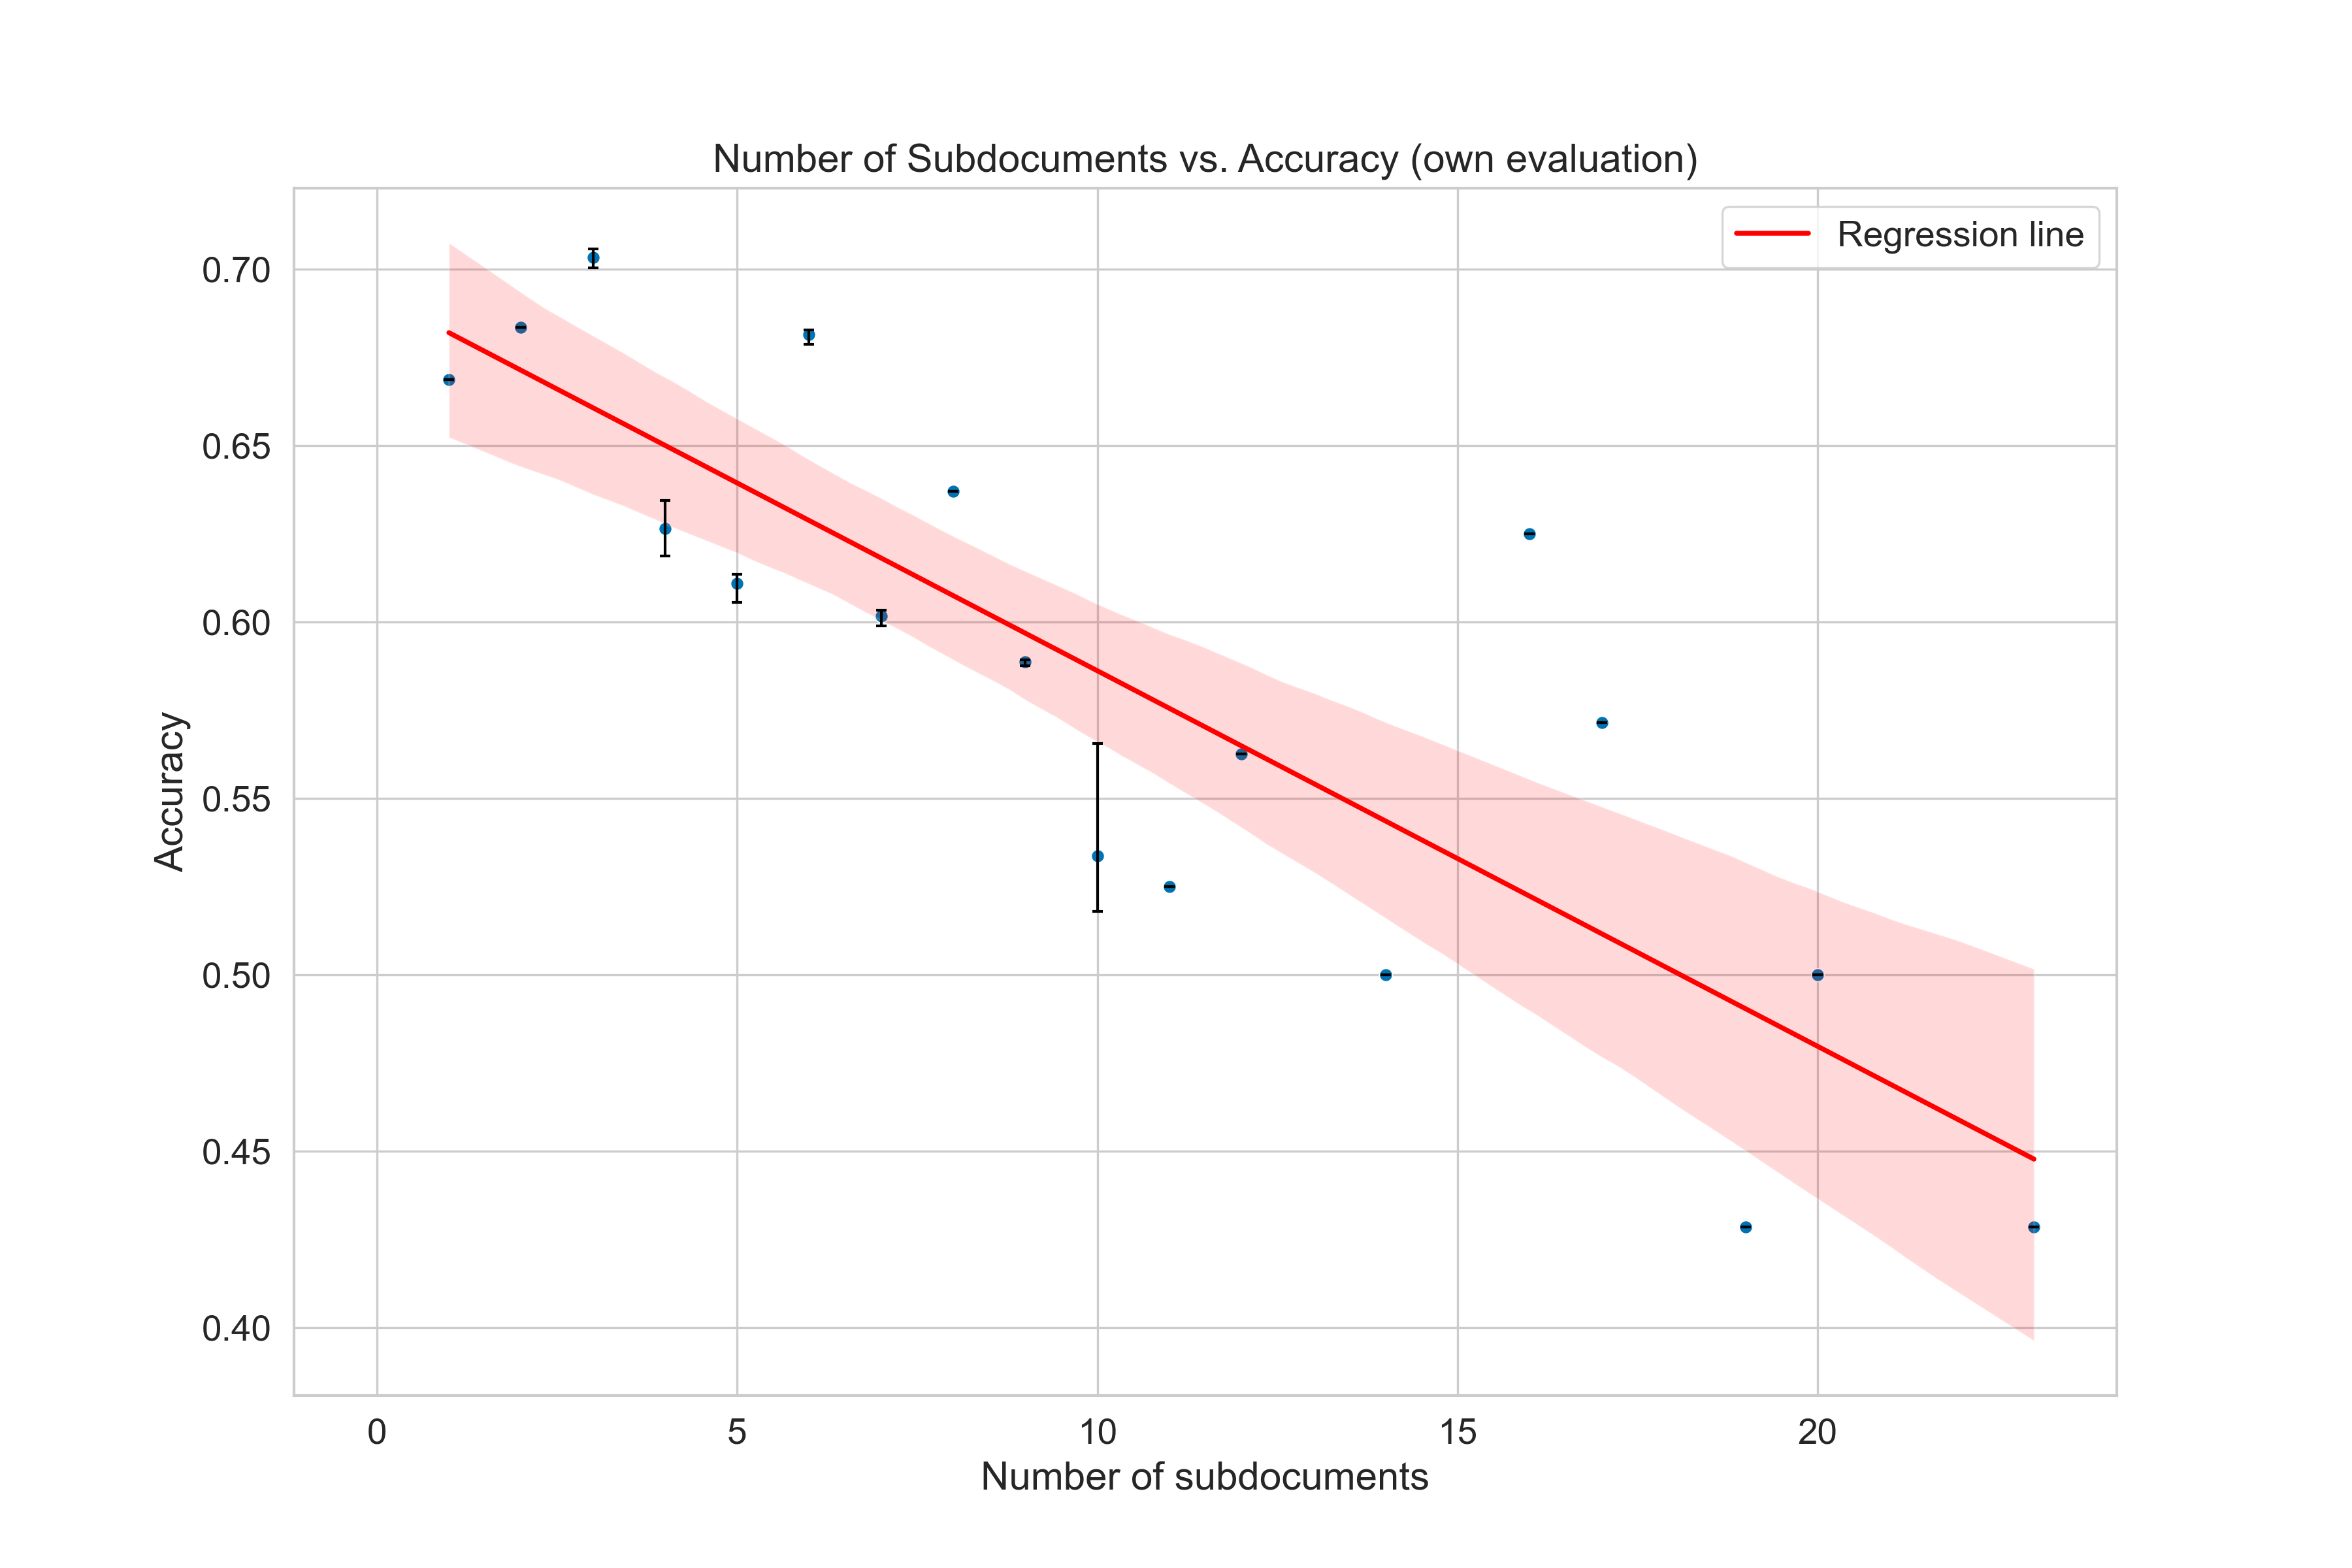 Number of Subdocuments vs. Accuracy (own evaluation)
Regression line
0.70
0.65
0.60
0.55
0.50
0.45
0.40
Accuracy
0 5 10 15 20
Number of subdocuments